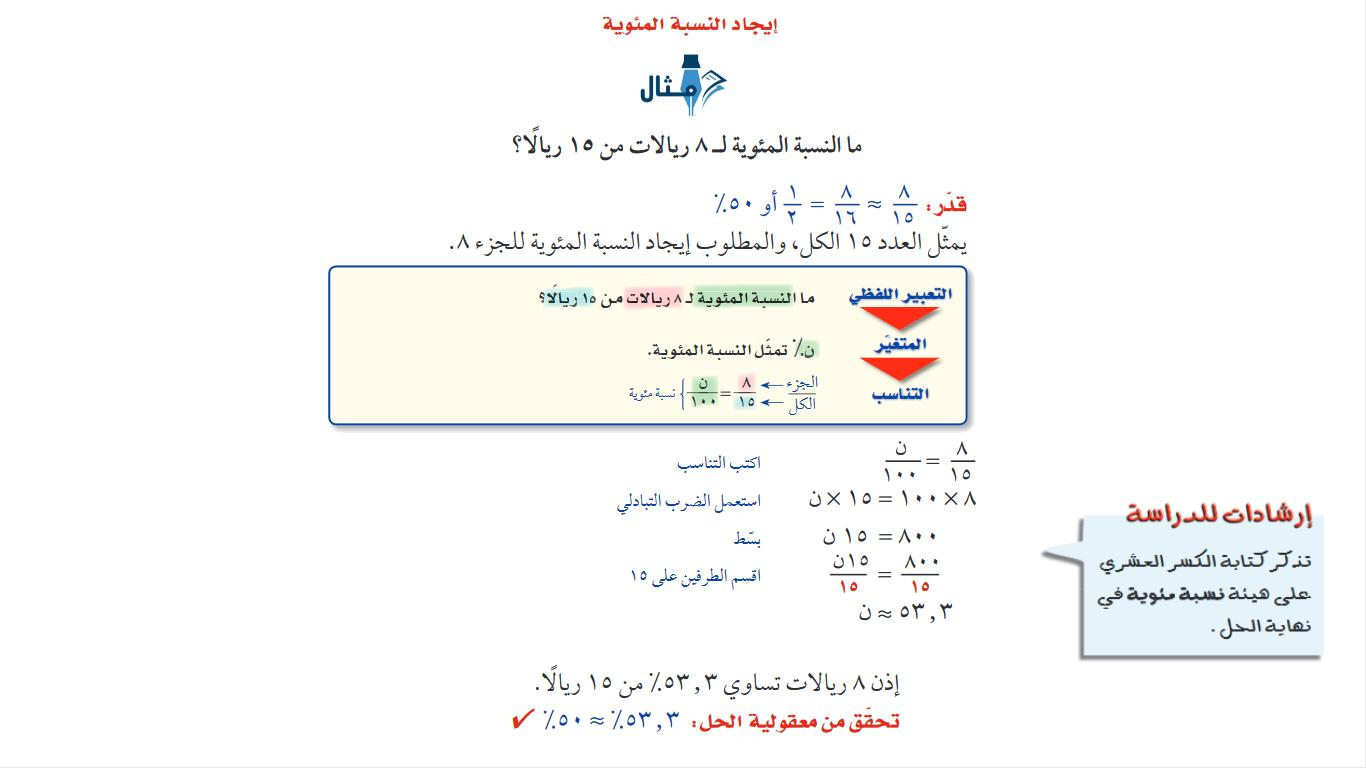 إيجاد النسبة المئوية
مثال
ما النسبة المئوية لـ ٨ ريالات من ١٥ ريالًا؟
قدّر: ٨/١٥ ≈ ٨/١٦ = ١/٢ أو ٥٠٪
يمثّل العدد ١٥ الكل، والمطلوب إيجاد النسبة المئوية للجزء ٨.
التعبير اللفظي ما النسبة المئوية لـ ٨ ريالات من ١٥ ريالًا؟
المتغيّر ن٪ تمثّل النسبة المئوية.
التناسب الجزء/الكل ٨/١٥ = ن/١٠٠ } نسبة مئوية
٨/١٥ = ن/١٠٠ اكتب التناسب
٨ × ١٠٠ = ١٥ × ن استعمل الضرب التبادلي
٨٠٠ = ١٥ ن بسّط
٨٠٠/١٥ = ١٥ن/١٥ اقسم الطرفين على ١٥
٥٣,٣ ≈ ن
إذن ٨ ريالات تساوي ٥٣,٣٪ من ١٥ ريالًا.
تحقّق من معقولية الحل: ٥٣,٣٪ ≈ ٥٠٪ ✓
إرشادات للدراسة
تذكر كتابة الكسر العشري
على هيئة نسبة مئوية في
نهاية الحل.